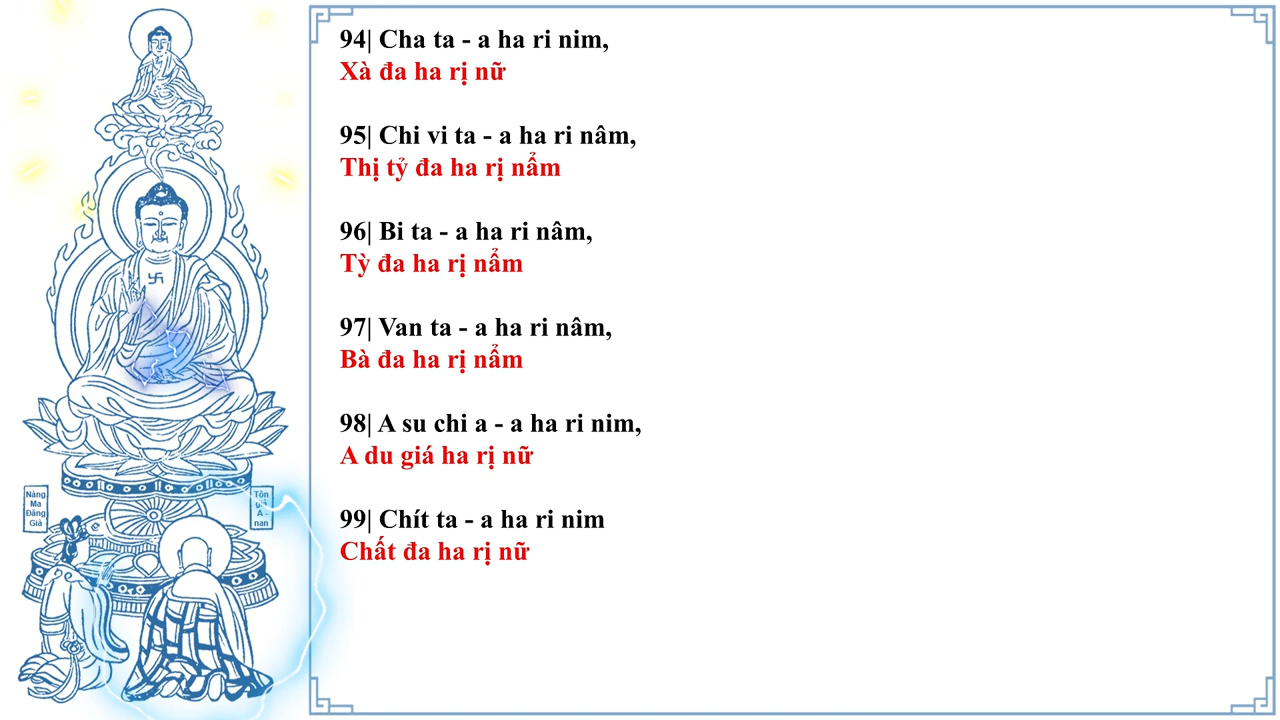 94| Cha ta - a ha ri nim,
Xà đa ha rị nữ
95| Chi vi ta - a ha ri nâm,
Thị tỷ đa ha rị nẩm
96| Bi ta - a ha ri nâm,
Tỳ đa ha rị nẩm
97| Van ta - a ha ri nâm,
Bà đa ha rị nẩm
98| A su chi a - a ha ri nim,
A du giá ha rị nữ
99| Chít ta - a ha ri nim
Chất đa ha rị nữ
Nàng
Ma
Đăng
Già
Tôn
giả
A -
nan